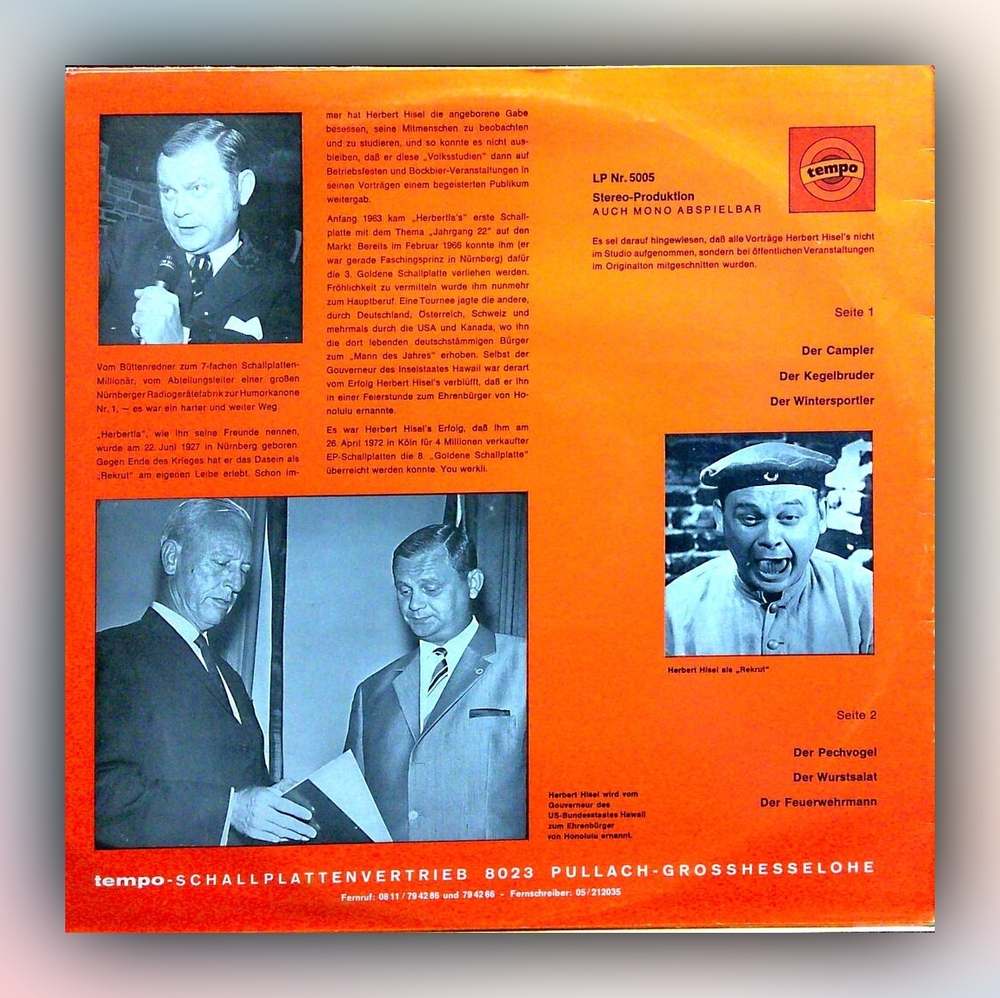 Vom Büttenredner zum 7-fachen Schallplatten-
Millionär, vom Abteilungsleiter einer großen
Nürnberger Radiogerätefabrik zur Humorkanone
Nr. 1, — es war ein harter und weiter Weg.
„Herbertla", wie ihn seine Freunde nennen,
wurde am 22. Juni 1927 in Nürnberg geboren.
Gegen Ende des Krieges hat er das Dasein als
„Rekrut" am eigenen Leibe erlebt. Schon im-
mer hat Herbert Hisel die angeborene Gabe
besessen, seine Mitmenschen zu beobachten
und zu studieren, und so konnte es nicht aus-
bleiben, daß er diese „Volksstudien" dann auf
Betriebsfesten und Bockbier-Veranstaltungen in
seinen Vorträgen einem begeisterten Publikum
weitergab.
Anfang 1963 kam „Herbertla's" erste Schall-
platte mit dem Thema „Jahrgang 22" auf den
Markt. Bereits im Februar 1966 konnte ihm (er
war gerade Faschingsprinz in Nürnberg) dafür
die 3. Goldene Schallplatte verliehen werden.
Fröhlichkeit zu vermitteln wurde ihm nunmehr
zum Hauptberuf. Eine Tournee jagte die andere,
durch Deutschland, Österreich, Schweiz und
mehrmals durch die USA und Kanada, wo ihn
die dort lebenden deutschstämmigen Bürger
zum „Mann des Jahres" erhoben. Selbst der
Gouverneur des Inselstaates Hawaii war derart
vom Erfolg Herbert Hisel's verblüfft, daß er ihn
in einer Feierstunde zum Ehrenbürger von Ho-
nolulu ernannte.
Es war Herbert Hisel's Erfolg, daß ihm am
26. April 1972 in Köln für 4 Millionen verkaufter
EP-Schallplatten die 8. „Goldene Schallplatte"
überreicht werden konnte. You werkli.
tempo
LP Nr. 5005
Stereo-Produktion
AUCH MONO ABSPIELBAR
Es sei darauf hingewiesen, daß alle Vorträge Herbert Hisel's nicht
im Studio aufgenommen, sondern bei öffentlichen Veranstaltungen
im Originalton mitgeschnitten wurden.
Seite 1
Der Campler
Der Kegelbruder
Der Wintersportler
Herbert Hisel als „Rekrut"
Seite 2
Der Pechvogel
Der Wurstsalat
Der Feuerwehrmann
Herbert Hisel wird vom
Gouverneur des
US-Bundesstaates Hawaii
zum Ehrenbürger
von Honolulu ernannt.
tempo-SCHALLPLATTENVERTRIEB 8023 PULLACH-GROSSHESSELOHE
Fernruf: 0811/794286 und 794266 - Fernschreiber: 05/212035